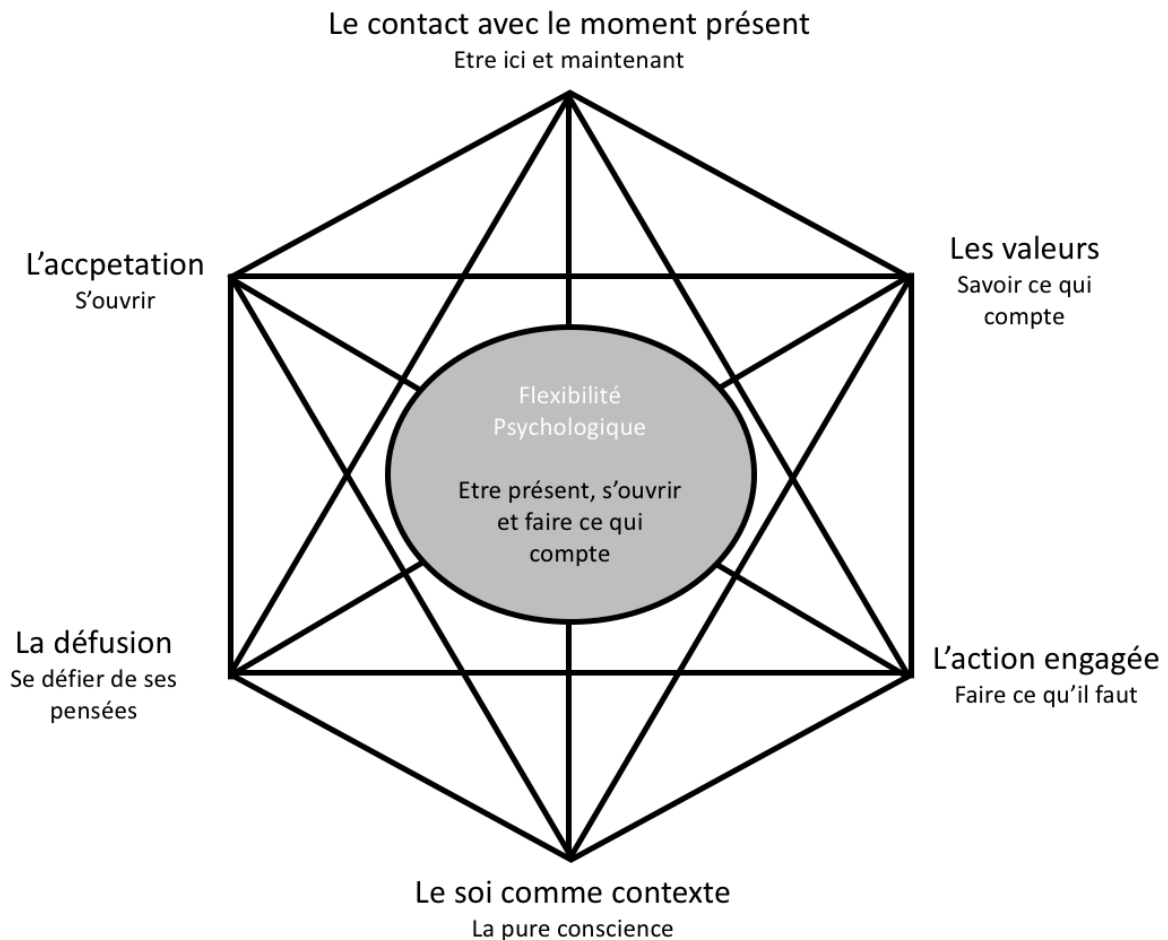 Le contact avec le moment présent
Etre ici et maintenant
L’accpetation
S’ouvrir
Les valeurs
Savoir ce qui
compte
Flexibilité
Psychologique
Etre présent, s’ouvrir
et faire ce qui
compte
La défusion
Se défier de ses
pensées
L’action engagée
Faire ce qu’il faut
Le soi comme contexte
La pure conscience